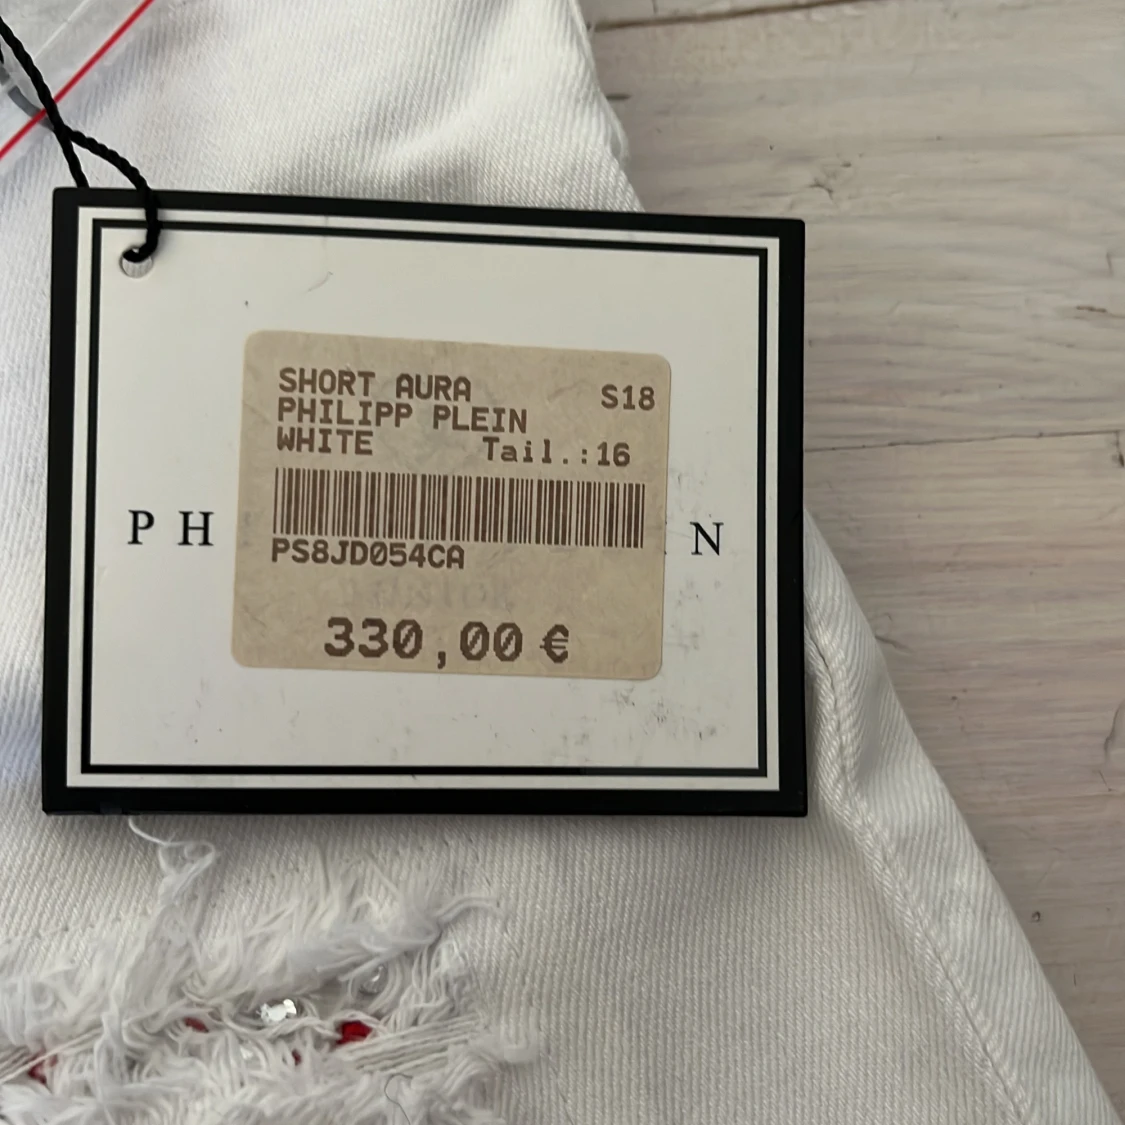 SHORT AURA S18
PHILIPP PLEIN
WHITE Tail.:16
PH N
PS8JD054CA
330,00€